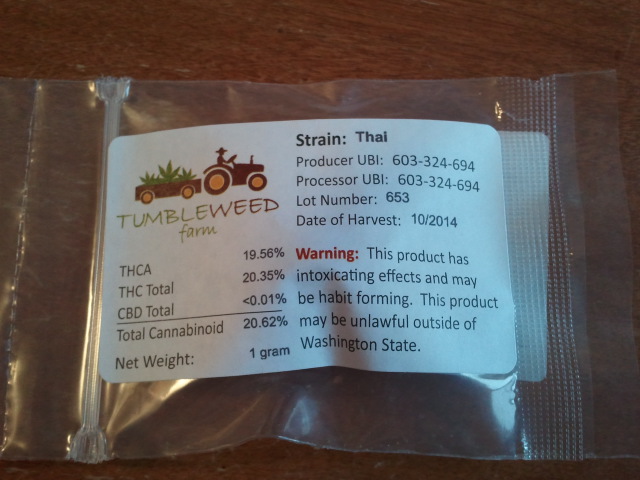 TUMBLEWEED
farm
THCA 19.56%
THC Total 20.35%
CBD Total <0.01%
Total Cannabinoid 20.62%
Net Weight: 1 gram
Strain: Thai
Producer UBI: 603-324-694
Processor UBI: 603-324-694
Lot Number: 653
Date of Harvest: 10/2014
Warning: This product has
intoxicating effects and may
be habit forming. This product
may be unlawful outside of
Washington State.